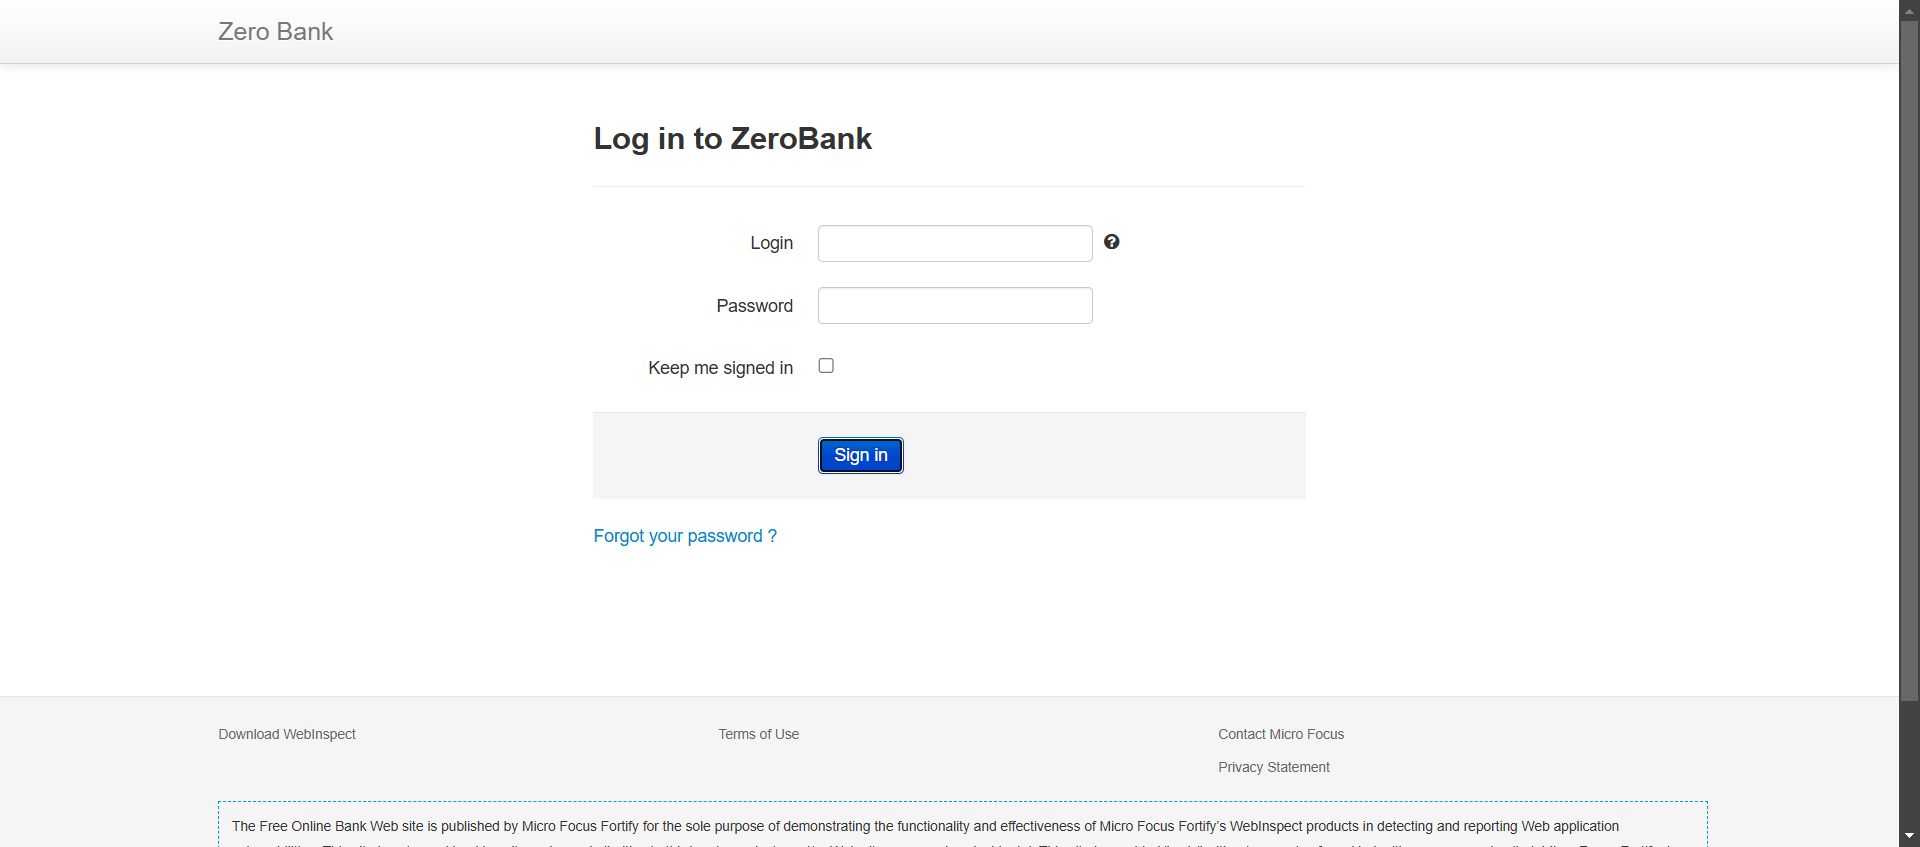 Zero Bank
Log in to ZeroBank
Login
Password
Keep me signed in
Sign in
Forgot your password ?
Download WebInspect
Terms of Use
Contact Micro Focus
Privacy Statement
The Free Online Bank Web site is published by Micro Focus Fortify for the sole purpose of demonstrating the functionality and effectiveness of Micro Focus Fortify’s WebInspect products in detecting and reporting Web application